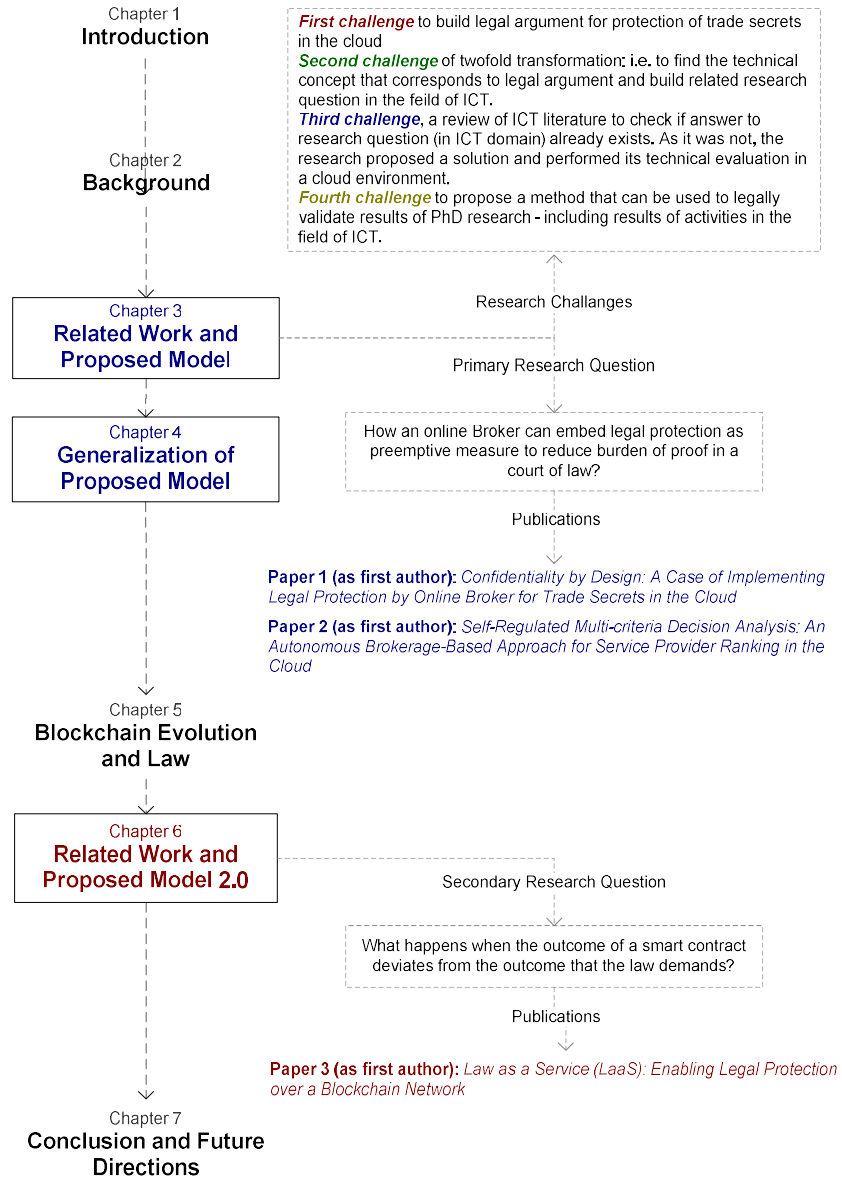 Chapter 1
Introduction
First challenge to build legal argument for protection of trade secrets
in the cloud
Second challenge of twofold transformation: i.e. to find the technical
concept that corresponds to legal argument and build related research
question in the feild of ICT.
Third challenge, a review of ICT literature to check if answer to
research question (in ICT domain) already exists. As it was not, the
research proposed a solution and performed its technical evaluation in
a cloud environment.
Fourth challenge to propose a method that can be used to legally
validate results of PhD research - including results of activities in the
field of ICT.
Chapter 2
Background
Research Challanges
Chapter 3
Related Work and
Proposed Model
Primary Research Question
Chapter 4
Generalization of
Proposed Model
How an online Broker can embed legal protection as
preemptive measure to reduce burden of proof in a
court of law?
Publications
Paper 1 (as first author): Confidentiality by Design: A Case of Implementing
Legal Protection by Online Broker for Trade Secrets in the Cloud
Paper 2 (as first author): Self-Regulated Multi-criteria Decision Analysis: An
Autonomous Brokerage-Based Approach for Service Provider Ranking in the
Cloud
Chapter 5
Blockchain Evolution
and Law
Chapter 6
Related Work and
Proposed Model 2.0
Secondary Research Question
What happens when the outcome of a smart contract
deviates from the outcome that the law demands?
Publications
Paper 3 (as first author): Law as a Service (LaaS): Enabling Legal Protection
over a Blockchain Network
Chapter 7
Conclusion and Future
Directions